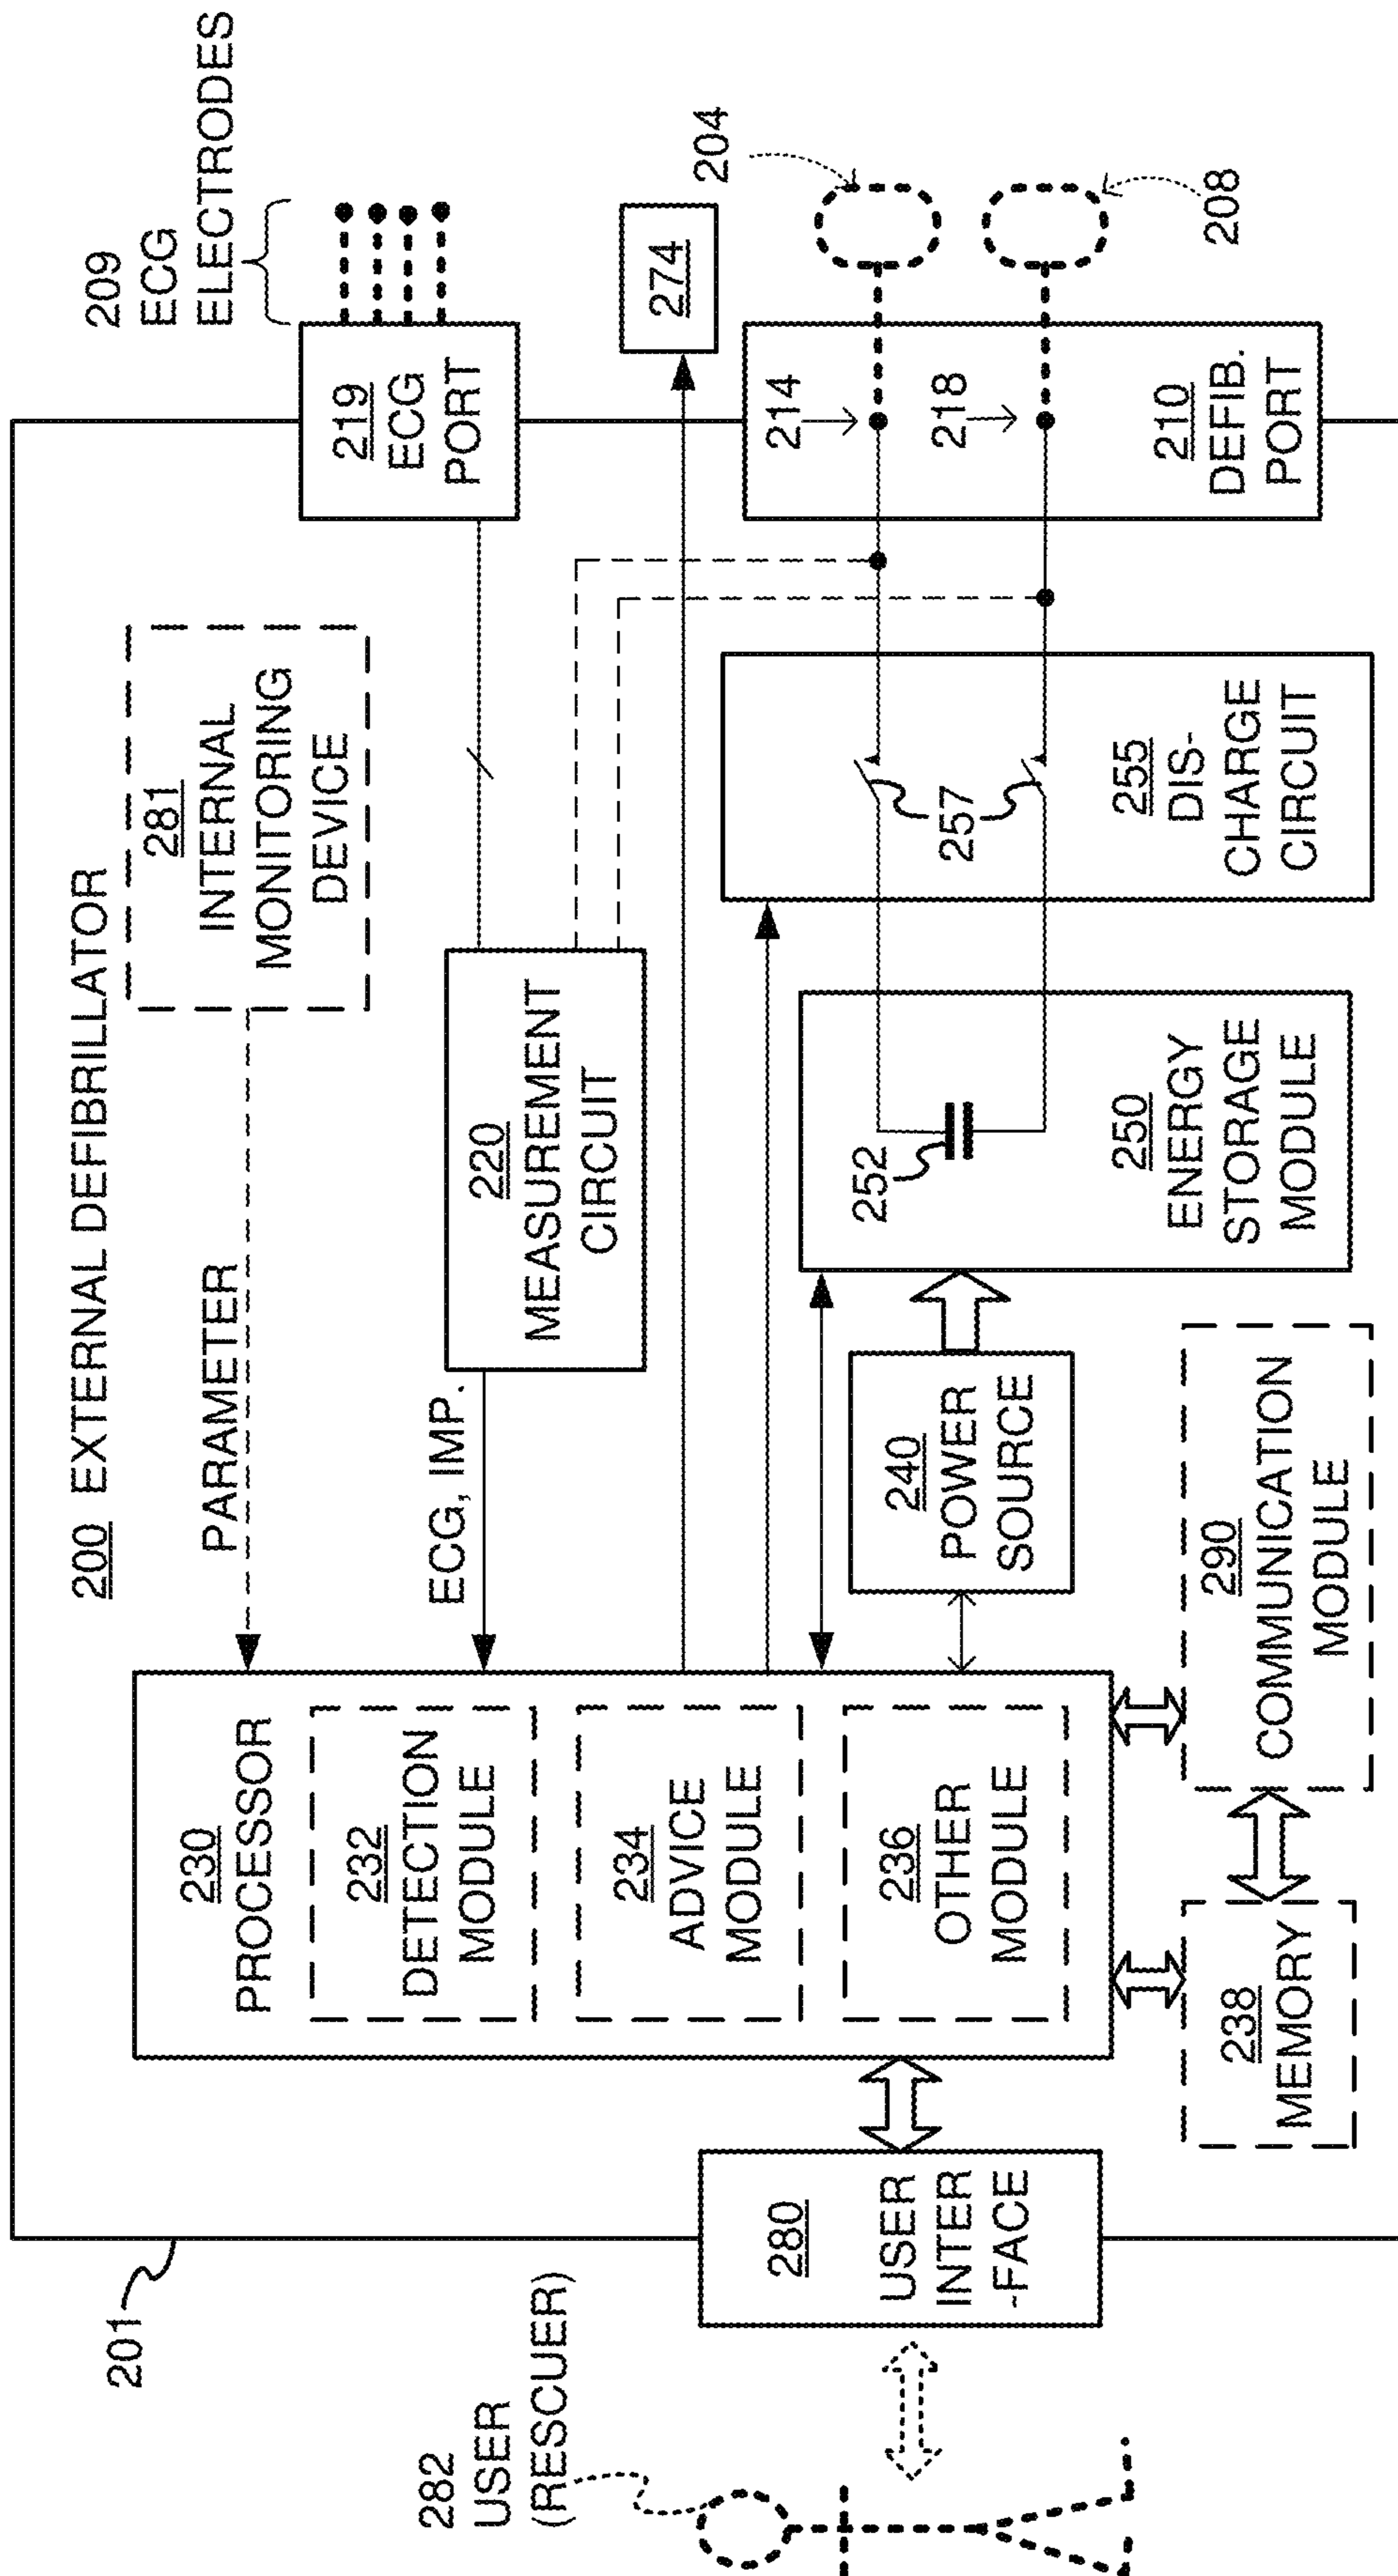 200 EXTERNAL DEFIBRILLATOR
201
282
USER
(RESCUER)
280
USER
INTER
-FACE
230
PROCESSOR
232
DETECTION
MODULE
234
ADVICE
MODULE
236
OTHER
MODULE
238
MEMORY
290
COMMUNICATION
MODULE
PARAMETER
ECG, IMP.
240
POWER
SOURCE
281
INTERNAL
MONITORING
DEVICE
220
MEASUREMENT
CIRCUIT
252
250
ENERGY
STORAGE
MODULE
257
255
DIS-
CHARGE
CIRCUIT
209
ECG
ELECTRODES
219
ECG
PORT
274
214
218
210
DEFIB.
PORT
204
208